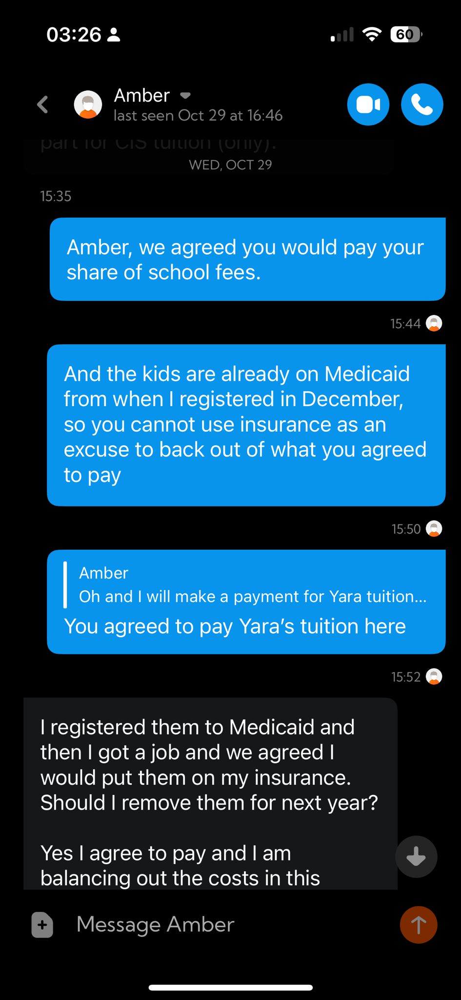 03:26
60
Amber
last seen Oct 29 at 16:46
part for CIS tuition (only).
WED, OCT 29
15:35
Amber, we agreed you would pay your
share of school fees.
15:44
And the kids are already on Medicaid
from when I registered in December,
so you cannot use insurance as an
excuse to back out of what you agreed
to pay
15:50
Amber
Oh and I will make a payment for Yara tuition...
You agreed to pay Yara’s tuition here
15:52
I registered them to Medicaid and
then I got a job and we agreed I
would put them on my insurance.
Should I remove them for next year?
Yes I agree to pay and I am
balancing out the costs in this
Message Amber